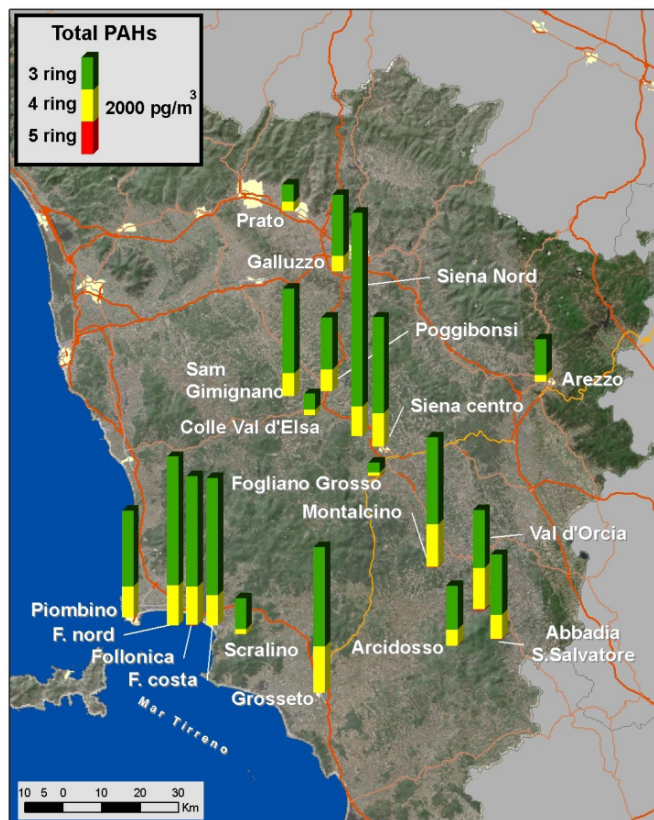 Total PAHs
3 ring
4 ring
5 ring
2000 pg/m³
Prato
Galluzzo
Siena Nord
Poggibonsi
Sam
Gimignano
Arezzo
Colle Val d'Elsa
Siena centro
Fogliano Grosso
Montalcino
Val d'Orcia
Piombino
F. nord
Follonica
F. costa
Scralino
Arcidosso
Abbadia
S.Salvatore
Grosseto
Mar Tirreno
10 5 0 10 20 30
Km